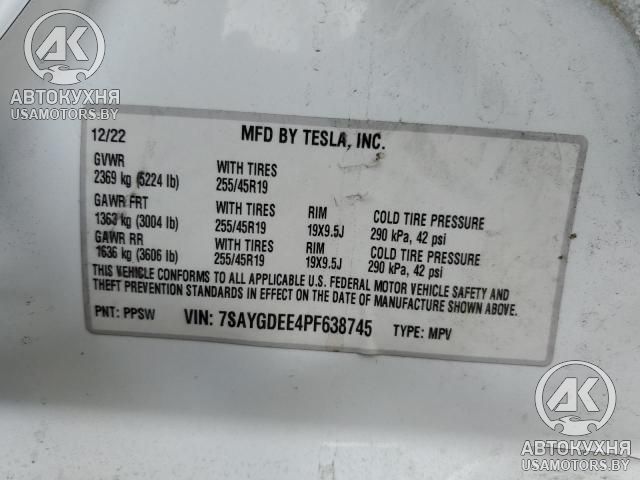 АК
АВТОКУХНЯ
USAMOTORS.BY
12/22 MFD BY TESLA, INC.
GVWR WITH TIRES
2369 kg (5224 lb) 255/45R19
GAWR FRT WITH TIRES RIM COLD TIRE PRESSURE
1363 kg (3004 lb) 255/45R19 19X9.5J 290 kPa, 42 psi
GAWR RR WITH TIRES RIM COLD TIRE PRESSURE
1636 kg (3606 lb) 255/45R19 19X9.5J 290 kPa, 42 psi
THIS VEHICLE CONFORMS TO ALL APPLICABLE U.S. FEDERAL MOTOR VEHICLE SAFETY AND
THEFT PREVENTION STANDARDS IN EFFECT ON THE DATE OF MANUFACTURE SHOWN ABOVE.
PNT: PPSW VIN: 7SAYGDEE4PF638745 TYPE: MPV
АК
АВТОКУХНЯ
USAMOTORS.BY